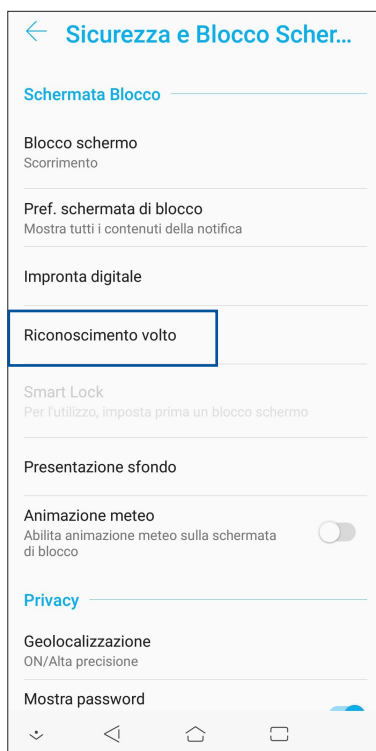 Sicurezza e Blocco Scher...
Schermata Blocco
Blocco schermo
Scorrimento
Pref. schermata di blocco
Mostra tutti i contenuti della notifica
Impronta digitale
Riconoscimento volto
Smart Lock
Per l'utilizzo, imposta prima un blocco schermo
Presentazione sfondo
Animazione meteo
Abilita animazione meteo sulla schermata
di blocco
Privacy
Geolocalizzazione
ON/Alta precisione
Mostra password